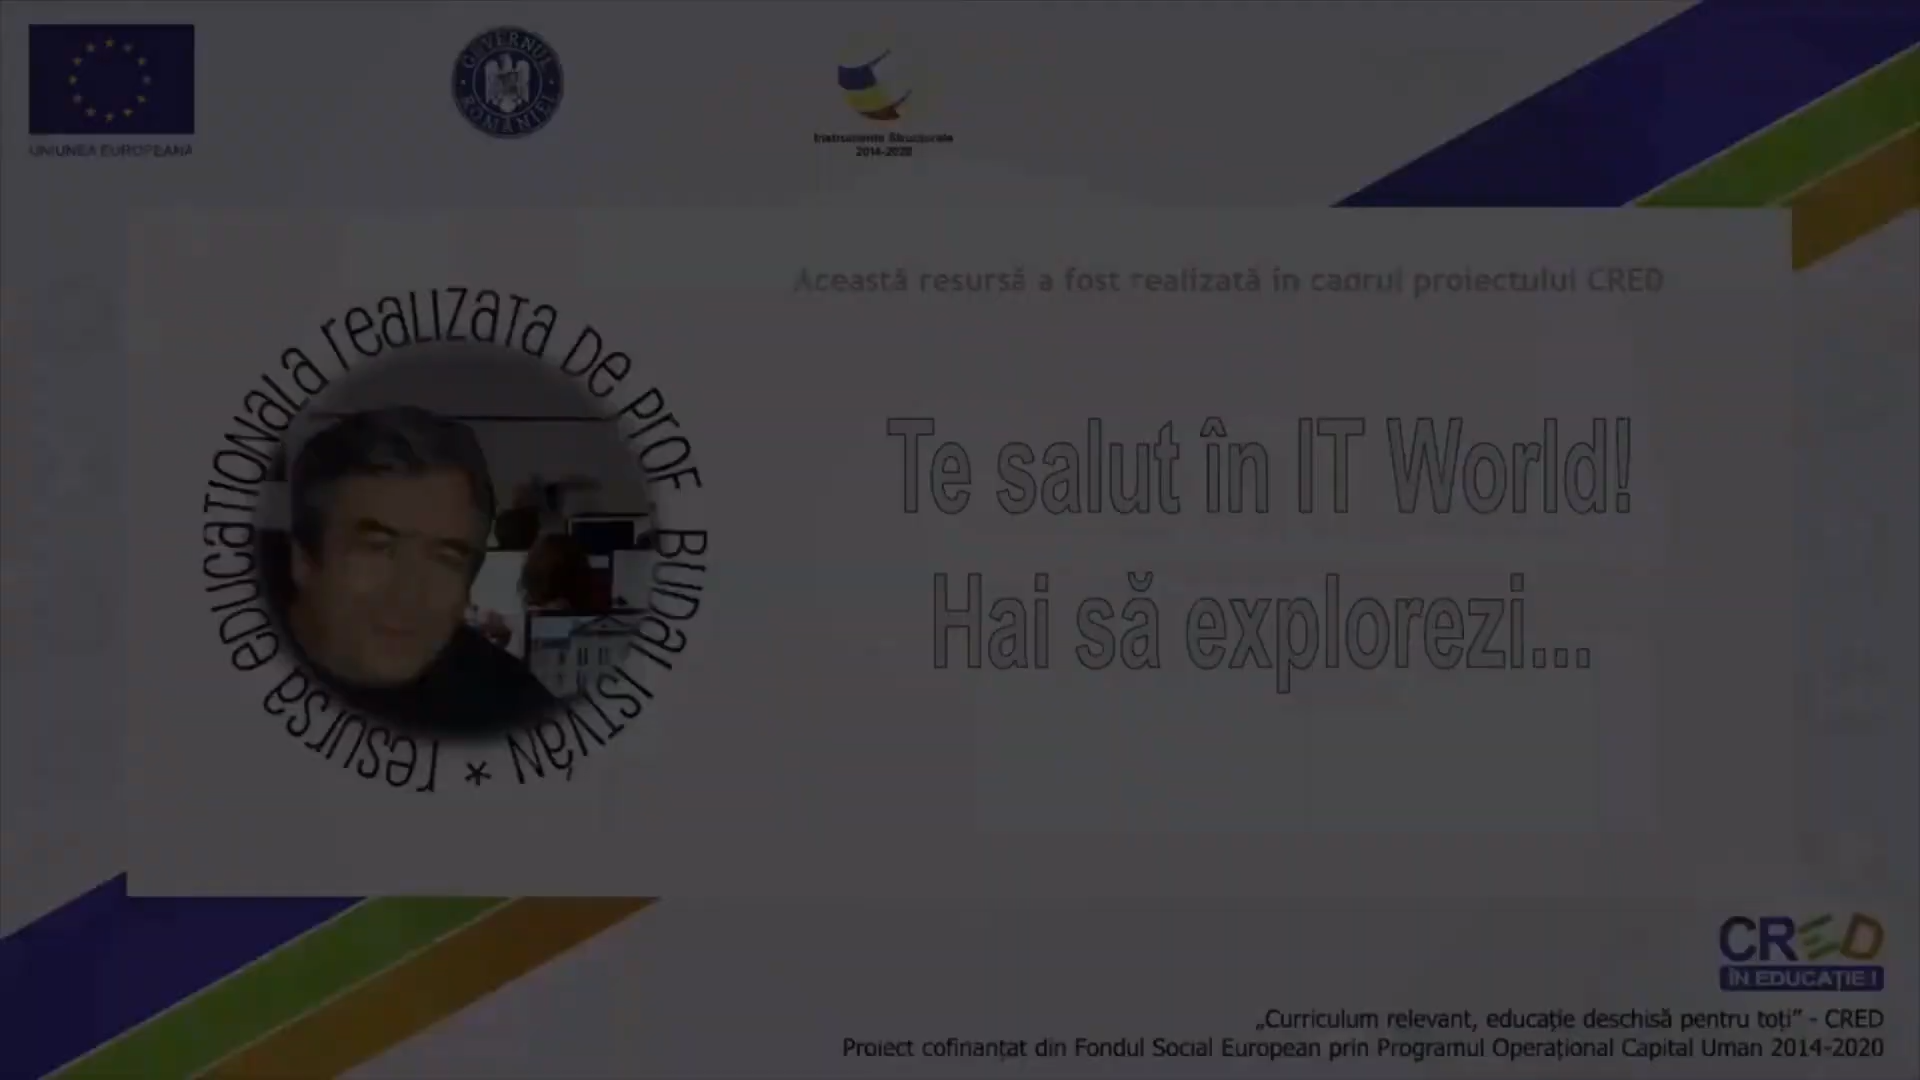 UNIUNEA EUROPEANĂ
GUVERNUL ROMÂNIEI
Instrumente Structurale
2014-2020
Această resursă a fost realizată în cadrul proiectului CRED
resursa educationala realizata de prof Bunal István *
Te salut în IT World!
Hai să explorezi...
CRED
ÎN EDUCAȚIE !
„Curriculum relevant, educație deschisă pentru toți” - CRED
Proiect cofinanțat din Fondul Social European prin Programul Operațional Capital Uman 2014-2020